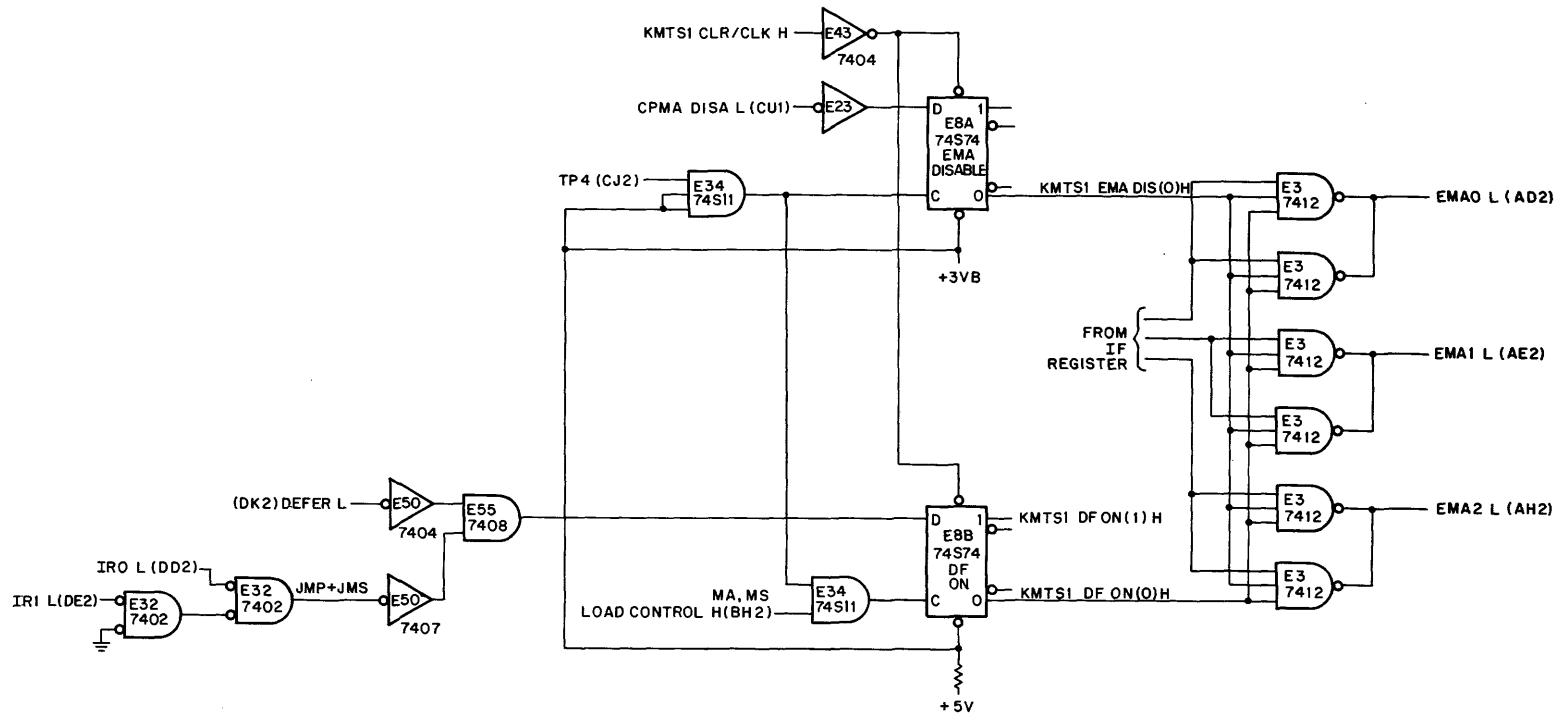 KMTS1 CLR/CLK H
E43
7404
CPMA DISA L (CU1)
E23
D 1
E8A
74S74
EMA
DISABLE
C 0
TP4 (CJ2)
E34
74S11
+3VB
KMTS1 EMA DIS(0)H
E3
7412
EMA0 L (AD2)
E3
7412
FROM
IF
REGISTER
E3
7412
EMA1 L (AE2)
E3
7412
E3
7412
EMA2 L (AH2)
E3
7412
(DK2) DEFER L
E50
7404
E55
7408
D 1
E8B
74S74
DF
ON
C 0
KMTS1 DF ON(1) H
KMTS1 DF ON(0)H
IR0 L (DD2)
IR1 L(DE2)
E32
7402
E32
7402
JMP+JMS
E50
7407
MA, MS
LOAD CONTROL H(BH2)
E34
74S11
+5V